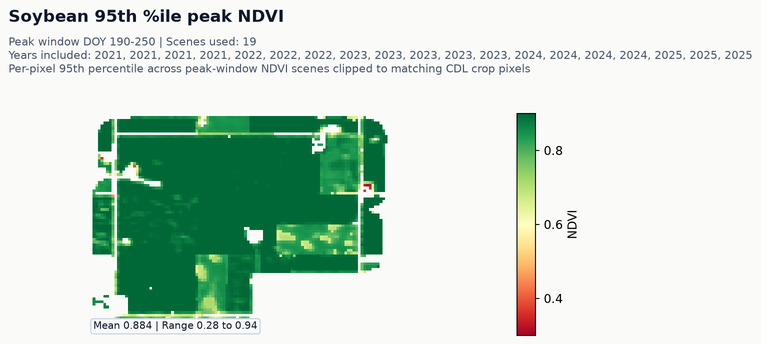 Soybean 95th %ile peak NDVI
Peak window DOY 190-250 | Scenes used: 19
Years included: 2021, 2021, 2021, 2021, 2022, 2022, 2022, 2023, 2023, 2023, 2023, 2023, 2024, 2024, 2024, 2024, 2025, 2025, 2025
Per-pixel 95th percentile across peak-window NDVI scenes clipped to matching CDL crop pixels
0.8
0.6
0.4
NDVI
Mean 0.884 | Range 0.28 to 0.94